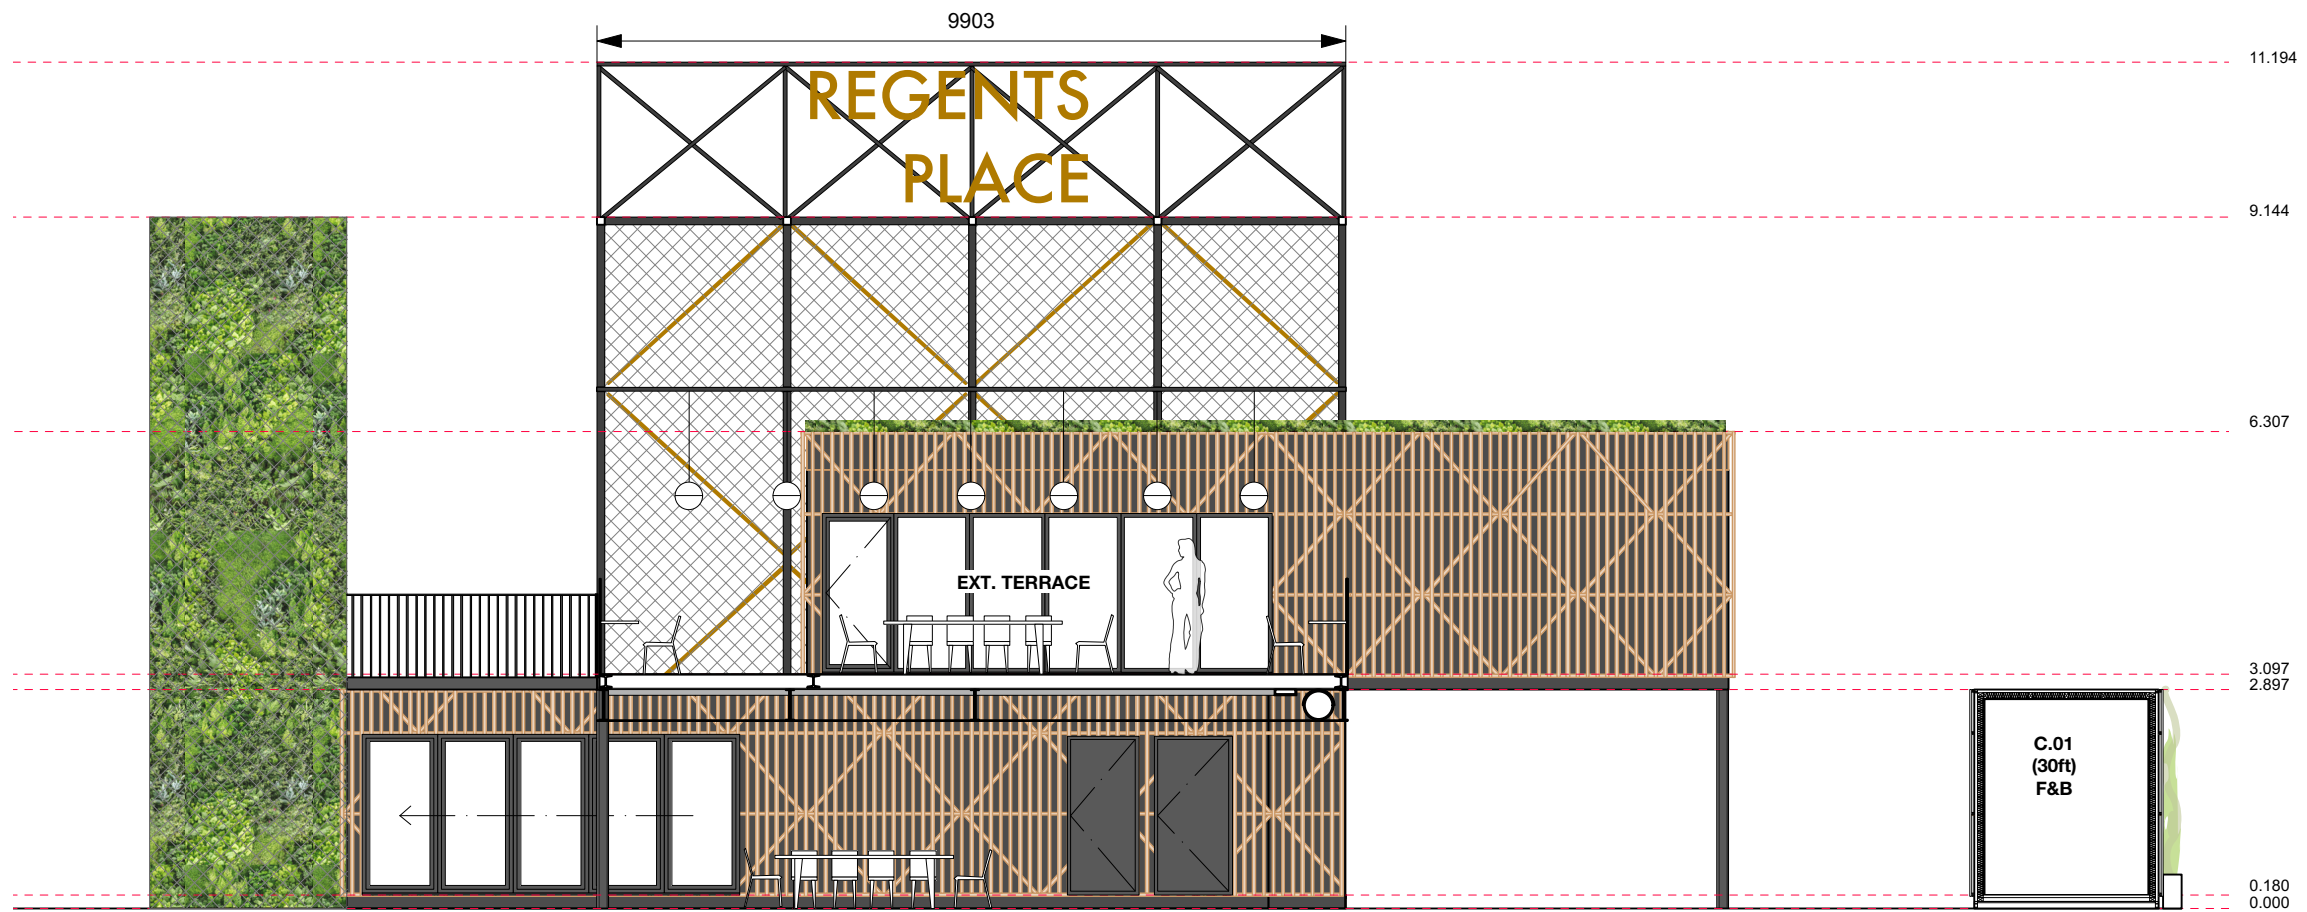 9903
11.194
REGENTS
PLACE
9.144
6.307
EXT. TERRACE
3.097
2.897
C.01
(30ft)
F&B
0.180
0.000